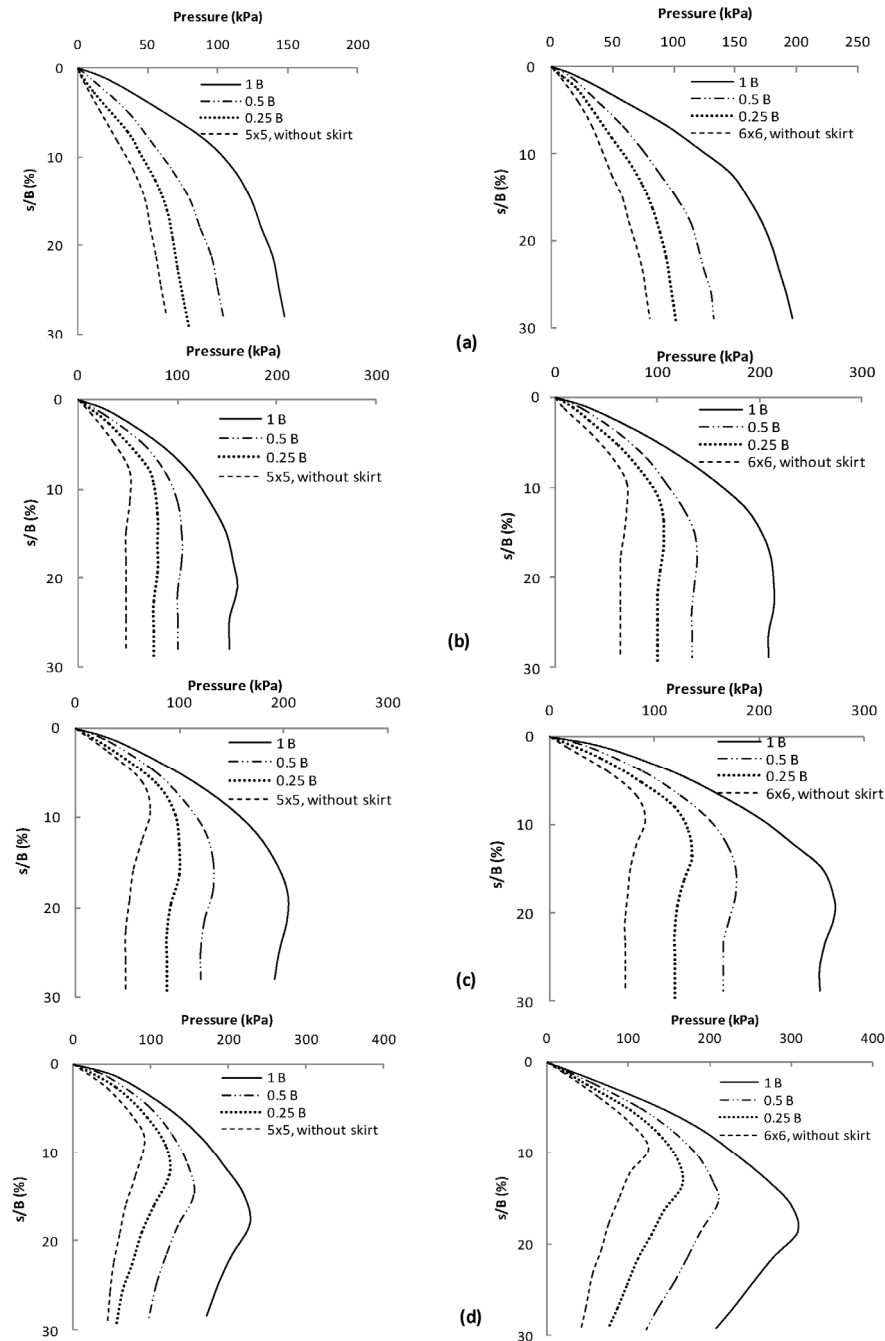 Pressure (kPa)
0 50 100 150 200
0
10
20
30
s/B (%)
1 B
0.5 B
0.25 B
5x5, without skirt
Pressure (kPa)
0 50 100 150 200 250
0
10
20
30
s/B (%)
1 B
0.5 B
0.25 B
6x6, without skirt
(a)
Pressure (kPa)
0 100 200 300
0
10
20
30
s/B (%)
1 B
0.5 B
0.25 B
5x5, without skirt
Pressure (kPa)
0 100 200 300
0
10
20
30
s/B (%)
1 B
0.5 B
0.25 B
6x6, without skirt
(b)
Pressure (kPa)
0 100 200 300
0
10
20
30
s/B (%)
1 B
0.5 B
0.25 B
5x5, without skirt
Pressure (kPa)
0 100 200 300
0
10
20
30
s/B (%)
1 B
0.5 B
0.25 B
6x6, without skirt
(c)
Pressure (kPa)
0 100 200 300 400
0
10
20
30
s/B (%)
1 B
0.5 B
0.25 B
5x5, without skirt
Pressure (kPa)
0 100 200 300 400
0
10
20
30
s/B (%)
1 B
0.5 B
0.25 B
6x6, without skirt
(d)